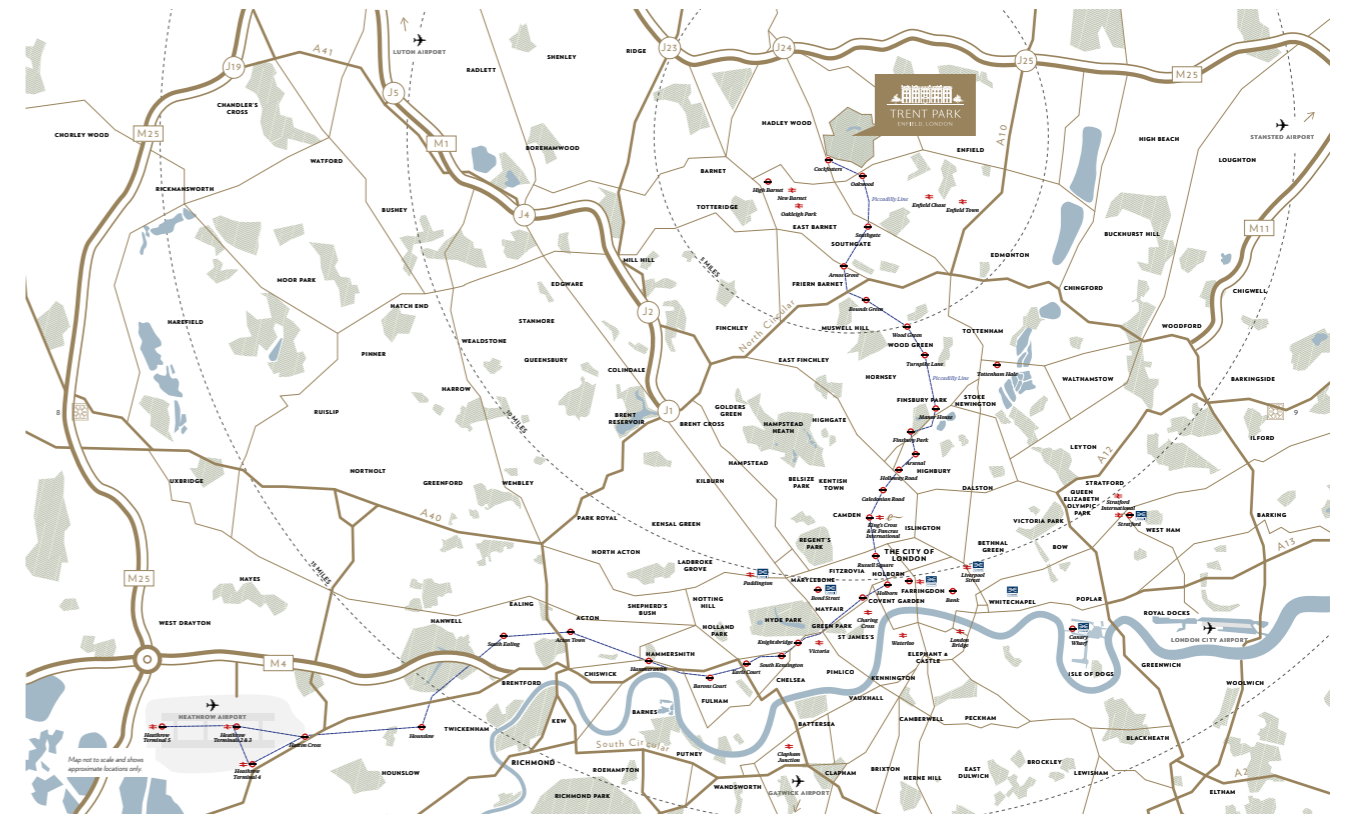 LUTON AIRPORT
A41
J19
J5
J23
J24
J25
M25
RIDGE
SHENLEY
RADLETT
CHANDLER'S
CROSS
TRENT PARK
ENFIELD, LONDON
CHORLEY WOOD
M25
M1
HADLEY WOOD
A10
STANSTED AIRPORT
HIGH BEACH
BOREHAMWOOD
ENFIELD
LOUGHTON
WATFORD
Cockfosters
BARNET
Oakwood
RICKMANSWORTH
High Barnet
New Barnet
Piccadilly Line
Enfield Chase
Enfield Town
BUSHEY
J4
TOTTERIDGE
Oakleigh Park
EAST BARNET
Southgate
M11
BUCKHURST HILL
SOUTHGATE
MILL HILL
5 MILES
EDMONTON
Arnos Grove
MOOR PARK
EDGWARE
FRIERN BARNET
CHINGFORD
CHIGWELL
HATCH END
Bounds Green
J2
HAREFIELD
STANMORE
FINCHLEY
North Circular
MUSWELL HILL
Wood Green
TOTTENHAM
WOODFORD
WEALDSTONE
WOOD GREEN
PINNER
QUEENSBURY
EAST FINCHLEY
Turnpike Lane
COLINDALE
HORNSEY
Piccadilly Line
Tottenham Hale
WALTHAMSTOW
BARKINGSIDE
HARROW
STOKE
NEWINGTON
FINSBURY PARK
8
RUISLIP
10 MILES
BRENT
RESERVOIR
J1
GOLDERS
GREEN
BRENT CROSS
HAMPSTEAD
HEATH
HIGHGATE
Manor House
9
Finsbury Park
ILFORD
LEYTON
A12
HAMPSTEAD
Arsenal
HIGHBURY
NORTHOLT
UXBRIDGE
GREENFORD
WEMBLEY
KILBURN
BELSIZE
PARK
KENTISH
TOWN
Holloway Road
DALSTON
STRATFORD
Caledonian Road
QUEEN
ELIZABETH
OLYMPIC
PARK
Stratford
International
A40
PARK ROYAL
KENSAL GREEN
CAMDEN
King's Cross
& St Pancras
International
ISLINGTON
VICTORIA PARK
Stratford
WEST HAM
BARKING
REGENT'S
PARK
BETHNAL
GREEN
BOW
A13
NORTH ACTON
THE CITY OF
LONDON
Russell Square
LADBROKE
GROVE
15 MILES
Paddington
FITZROVIA
HOLBORN
Liverpool
Street
HAYES
MARYLEBONE
Bond Street
Holborn
FARRINGDON
Bank
WHITECHAPEL
POPLAR
EALING
SHEPHERD'S
BUSH
NOTTING
HILL
MAYFAIR
COVENT GARDEN
ROYAL DOCKS
WEST DRAYTON
HANWELL
ACTON
HYDE PARK
GREEN PARK
Charing
Cross
LONDON CITY AIRPORT
HOLLAND
PARK
ST JAMES'S
Waterloo
London
Bridge
Canary
Wharf
South Ealing
Acton Town
Knightsbridge
Victoria
M25
M4
HAMMERSMITH
Hammersmith
Earls Court
South Kensington
ELEPHANT &
CASTLE
GREENWICH
CHISWICK
Barons Court
CHELSEA
PIMLICO
KENNINGTON
ISLE OF DOGS
WOOLWICH
BRENTFORD
FULHAM
VAUXHALL
HEATHROW AIRPORT
BARNES
KEW
BATTERSEA
CAMBERWELL
PECKHAM
Heathrow
Terminal 5
Heathrow
Terminals 2 & 3
Hounslow
TWICKENHAM
Hatton Cross
South Circular
BLACKHEATH
PUTNEY
Clapham
Junction
Map not to scale and shows
approximate locations only.
RICHMOND
Heathrow
Terminal 4
HOUNSLOW
ROEHAMPTON
WANDSWORTH
CLAPHAM
BRIXTON
HERNE HILL
EAST
DULWICH
BROCKLEY
LEWISHAM
A2
GATWICK AIRPORT
RICHMOND PARK
ELTHAM